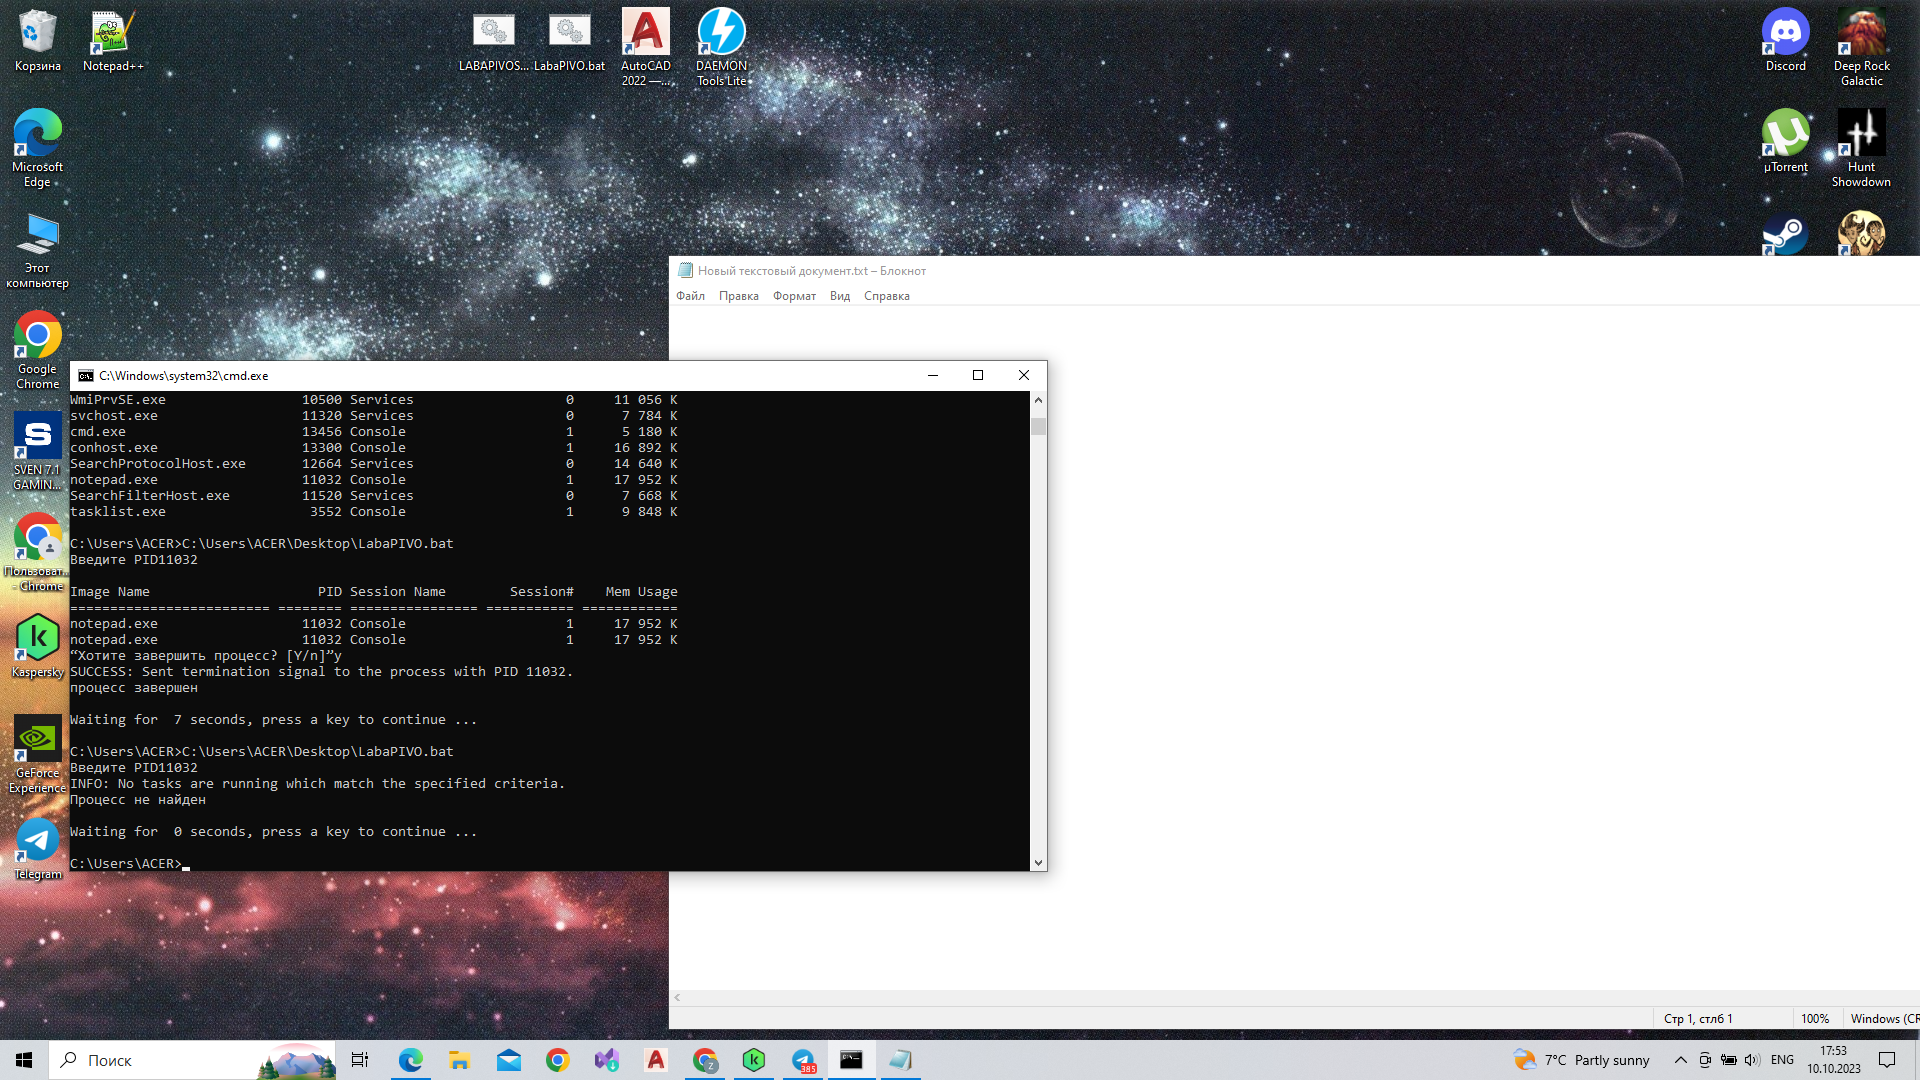 Корзина
Notepad++
LABAPIVOS...
LabaPIVO.bat
AutoCAD
2022 —...
DAEMON
Tools Lite
Discord
Deep Rock
Galactic
Microsoft
Edge
µTorrent
Hunt
Showdown
Этот
компьютер
Google
Chrome
SVEN 7.1
GAMIN...
Пользоват...
- Chrome
Kaspersky
GeForce
Experience
Telegram
Новый текстовый документ.txt – Блокнот
Файл Правка Формат Вид Справка
C:\Windows\system32\cmd.exe
WmiPrvSE.exe 10500 Services 0 11 056 K
svchost.exe 11320 Services 0 7 784 K
cmd.exe 13456 Console 1 5 180 K
conhost.exe 13300 Console 1 16 892 K
SearchProtocolHost.exe 12664 Services 0 14 640 K
notepad.exe 11032 Console 1 17 952 K
SearchFilterHost.exe 11520 Services 0 7 668 K
tasklist.exe 3552 Console 1 9 848 K
C:\Users\ACER>C:\Users\ACER\Desktop\LabaPIVO.bat
Введите PID11032
Image Name PID Session Name Session# Mem Usage
========================= ======== ================ =========== ============
notepad.exe 11032 Console 1 17 952 K
notepad.exe 11032 Console 1 17 952 K
“Хотите завершить процесс? [Y/n]”y
SUCCESS: Sent termination signal to the process with PID 11032.
процесс завершен
Waiting for  7 seconds, press a key to continue ...
C:\Users\ACER>C:\Users\ACER\Desktop\LabaPIVO.bat
Введите PID11032
INFO: No tasks are running which match the specified criteria.
Процесс не найден
Waiting for  0 seconds, press a key to continue ...
C:\Users\ACER>
Стр 1, стлб 1 100% Windows (CR
Поиск
385
7°C Partly sunny
ENG
17:53
10.10.2023